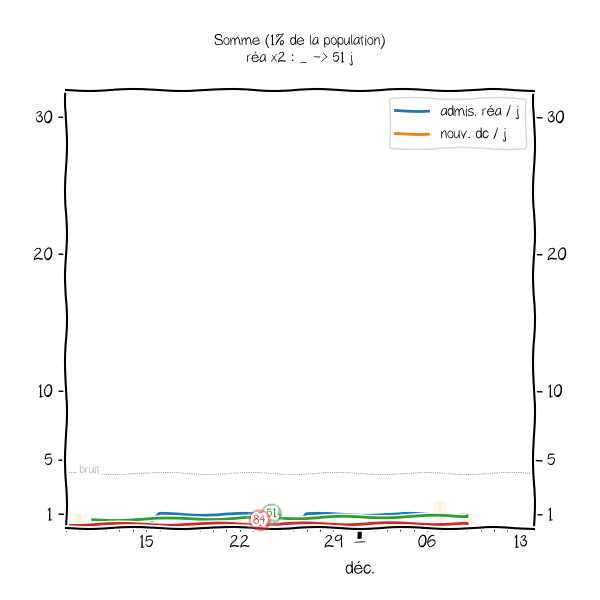 Somme (1% de la population)
réa x2 : _ -> 51 j
admis. réa / j
nouv. dc / j
30
30
20
20
10
10
5
5
bruit
1
1
84
51
15
22
29
06
13
déc.